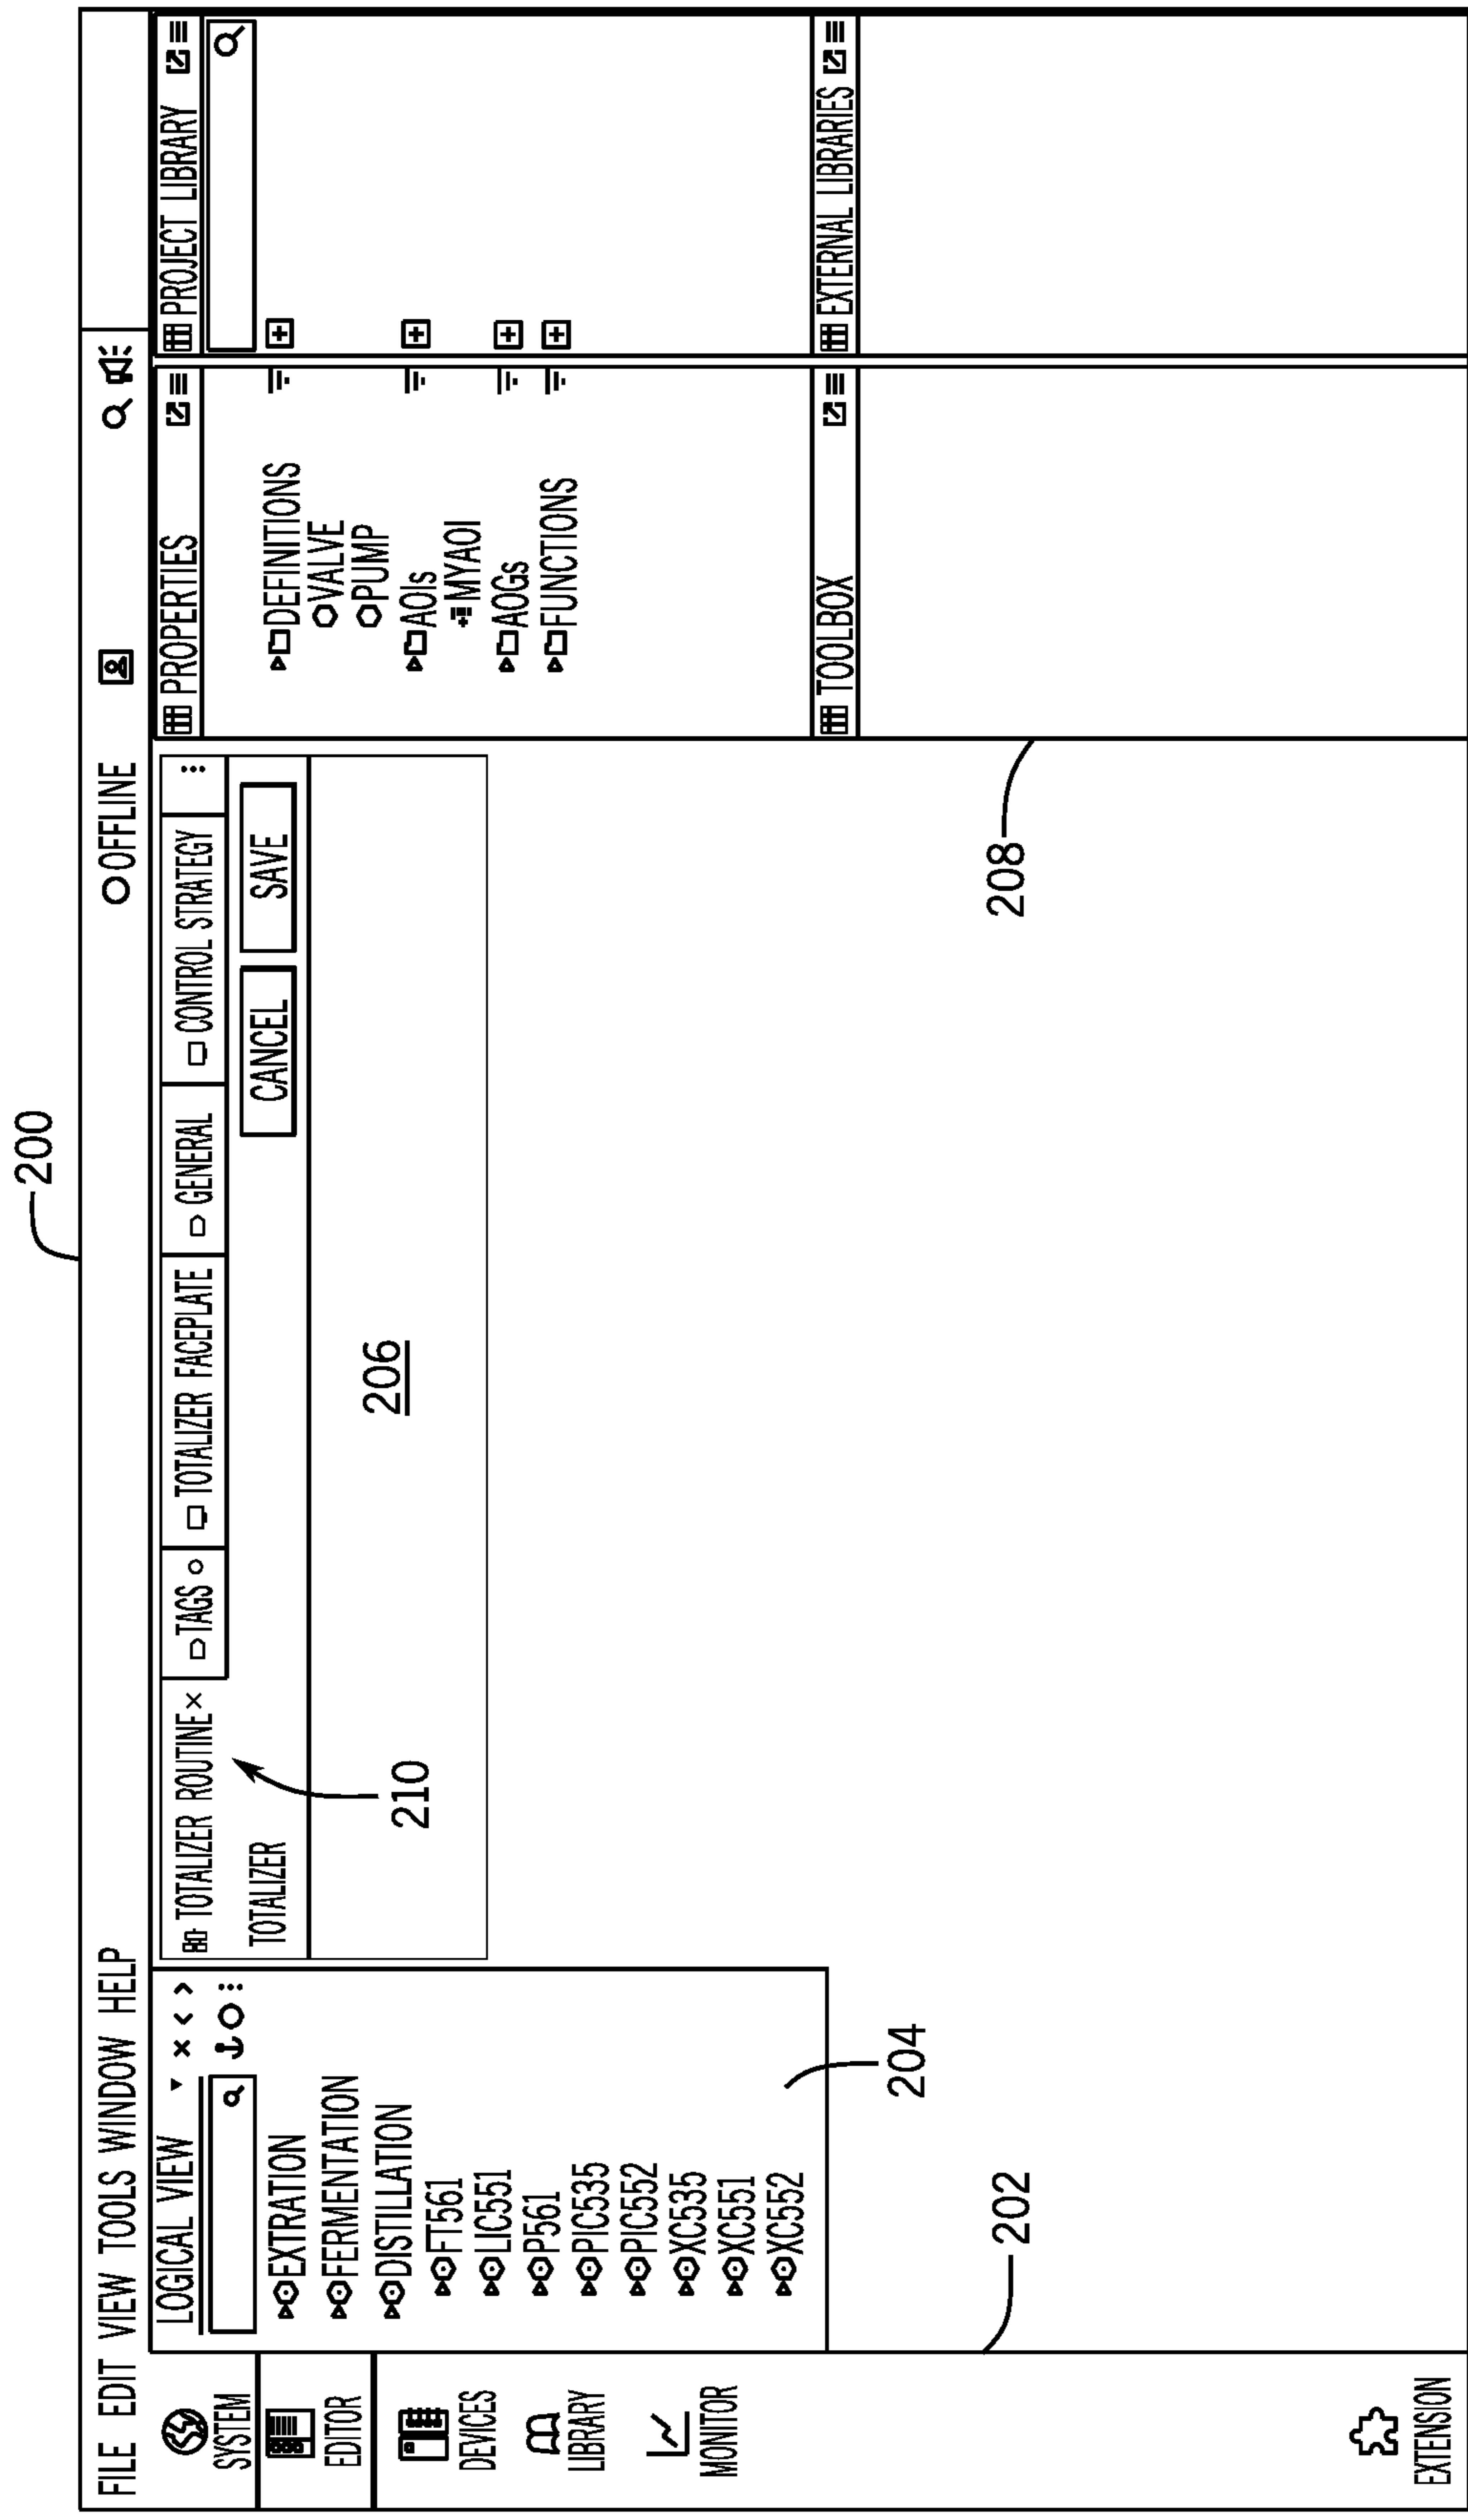 200
FILE EDIT VIEW TOOLS WINDOW HELP
OFFLINE
SYSTEM
EDITOR
DEVICES
LIBRARY
MONITOR
EXTENSION
LOGICAL VIEW
EXTRATION
FERMENTATION
DISTILLATION
FT561
LIC551
P561
PIC535
PIC552
XC535
XC551
XC552
204
202
TOTALIZER ROUTINE
TAGS
TOTALIZER FACEPLATE
GENERAL
CONTROL STRATEGY
TOTALIZER
CANCEL
SAVE
210
206
208
PROPERTIES
DEFINITIONS
VALVE
PUMP
AOIs
MYAOI
AOGs
FUNCTIONS
TOOLBOX
PROJECT LIBRARY
EXTERNAL LIBRARIES